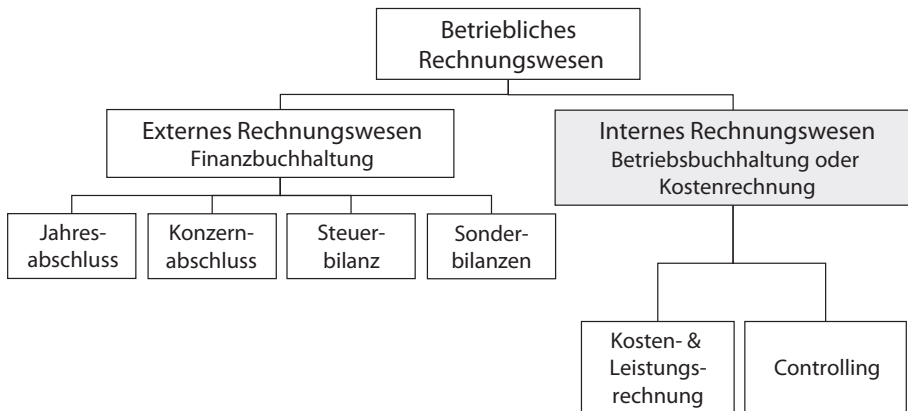 Betriebliches
Rechnungswesen
Externes Rechnungswesen
Finanzbuchhaltung
Internes Rechnungswesen
Betriebsbuchhaltung oder
Kostenrechnung
Jahres-
abschluss
Konzern-
abschluss
Steuer-
bilanz
Sonder-
bilanzen
Kosten- &
Leistungs-
rechnung
Controlling